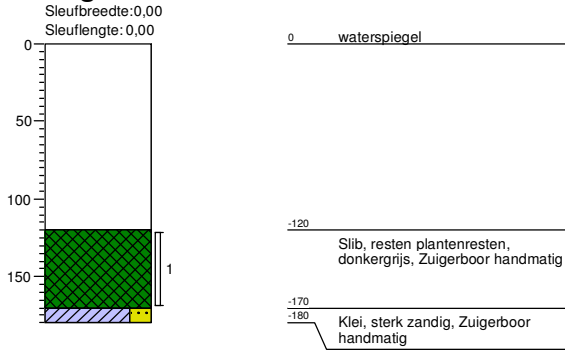 Sleufbreedte:0,00
Sleuflengte: 0,00
0
50
100
150
1
0 waterspiegel
-120
Slib, resten plantenresten,
donkergrijs, Zuigerboor handmatig
-170
-180
Klei, sterk zandig, Zuigerboor
handmatig